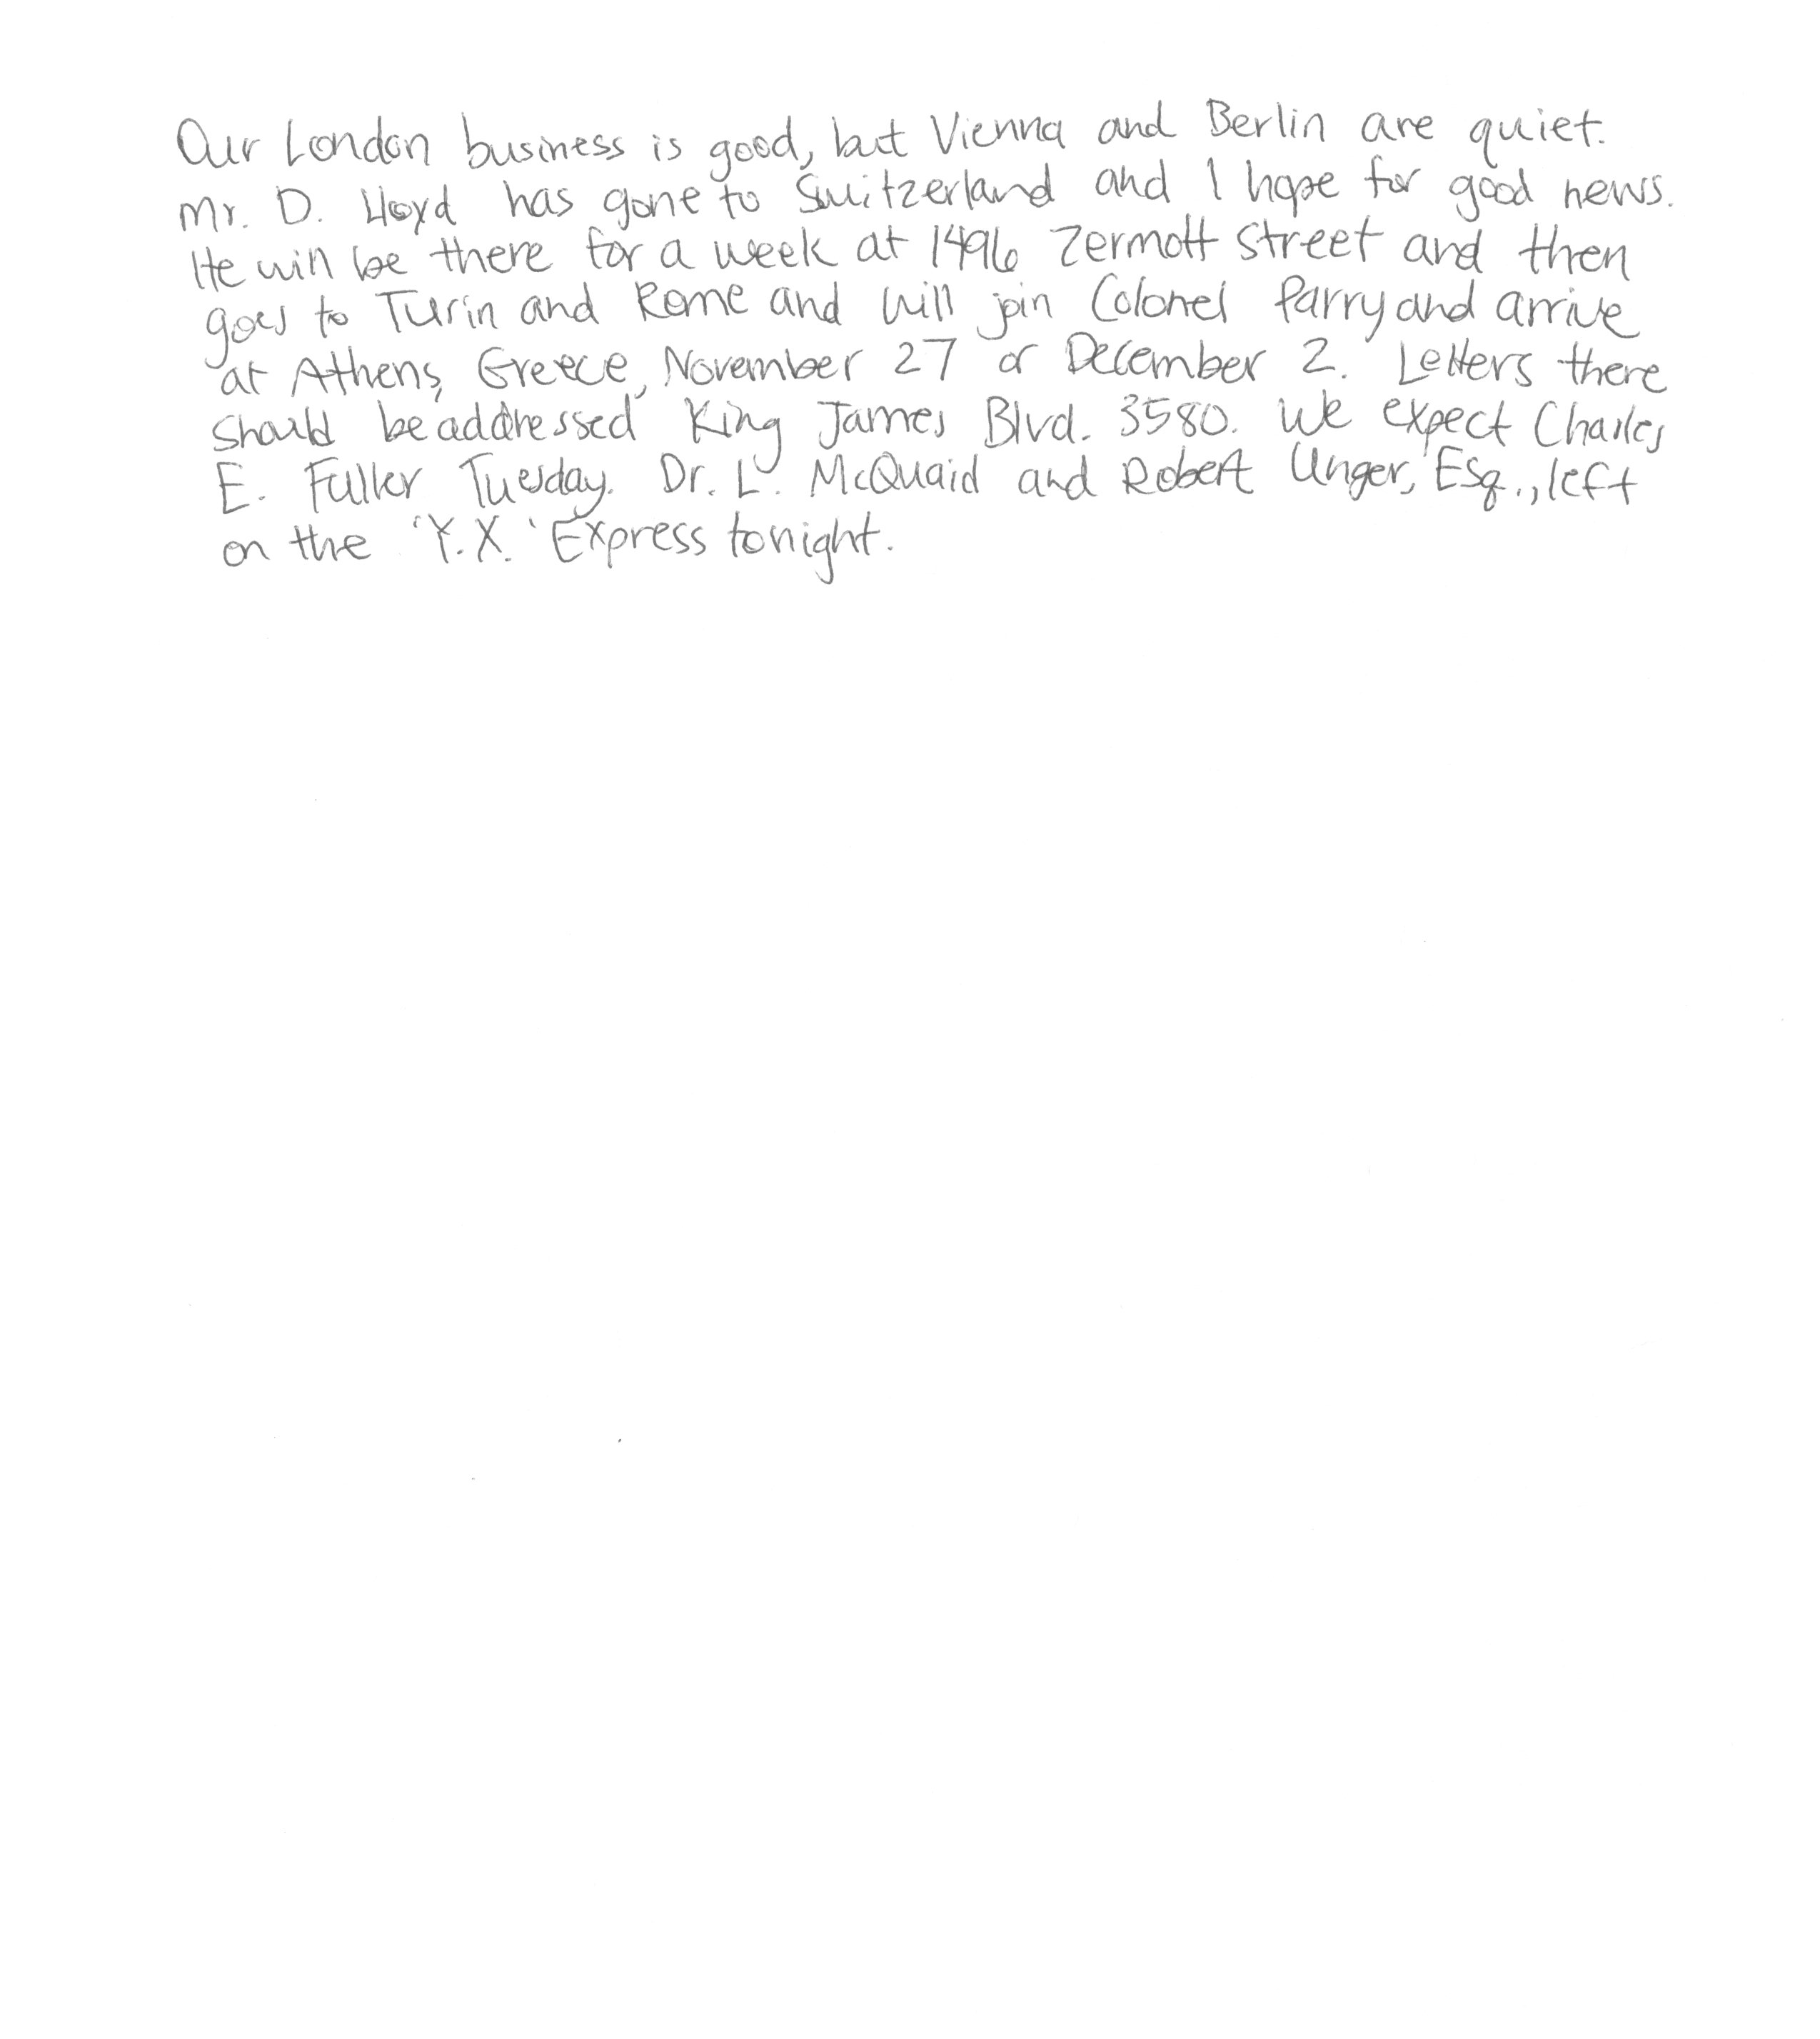 Our London business is good, but Vienna and Berlin are quiet.
Mr. D. Lloyd has gone to Switzerland and I hope for good news.
He will be there for a week at 1496 Zermott Street and then
goes to Turin and Rome and will join Colonel Parry and arrive
at Athens, Greece, November 27 or December 2. Letters there
should be addressed King James Blvd. 3580. We expect Charles
E. Fuller Tuesday. Dr. L. McQuaid and Robert Unger, Esq., left
on the 'Y.X.' Express tonight.